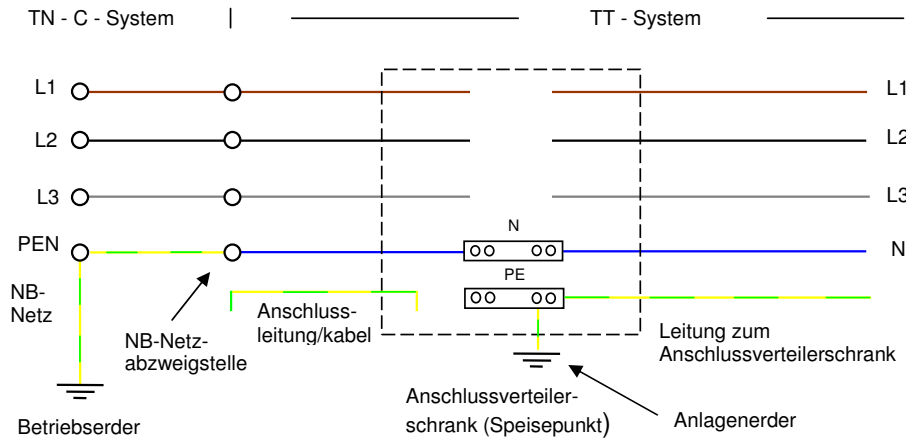 TN - C - System
TT - System
L1
L1
L2
L2
L3
L3
PEN
N
N
PE
NB-
Netz
NB-Netz-
abzweigstelle
Anschluss-
leitung/kabel
Leitung zum
Anschlussverteilerschrank
Betriebserder
Anschlussverteiler-
schrank (Speisepunkt)
Anlagenerder